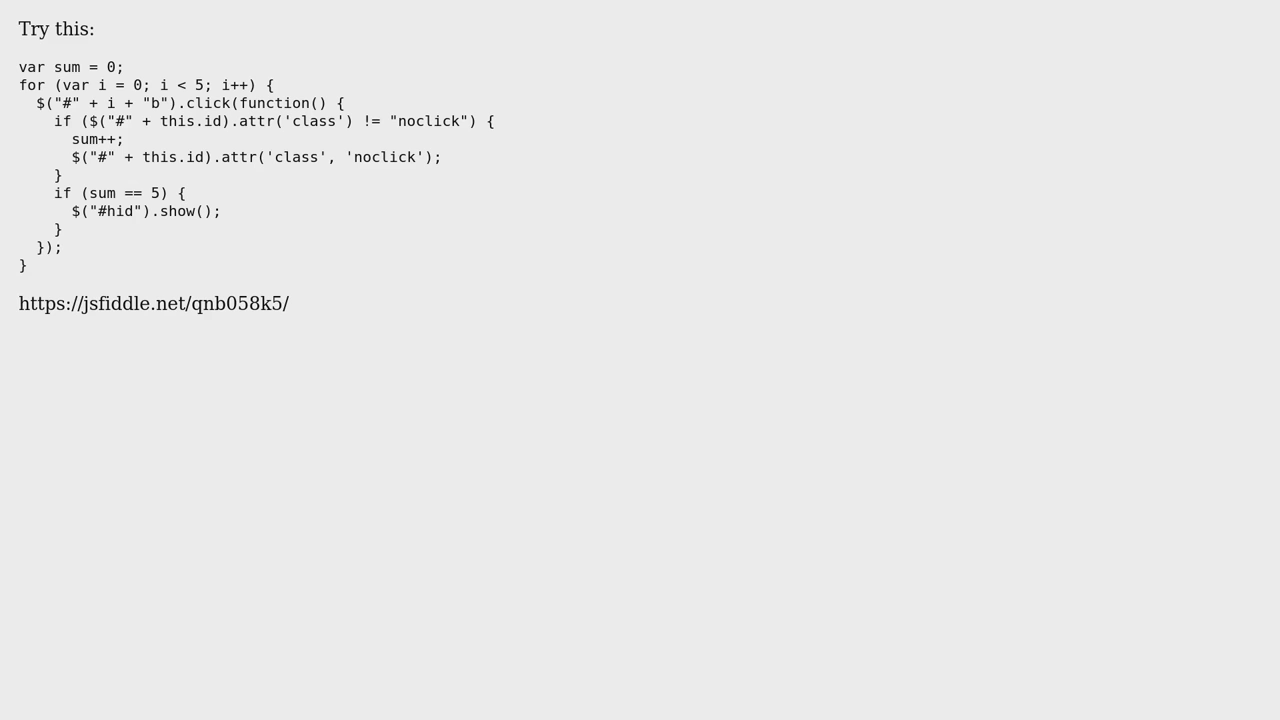 Try this:
var sum = 0;
for (var i = 0; i < 5; i++) {
  $("#" + i + "b").click(function() {
    if ($("#" + this.id).attr('class') != "noclick") {
      sum++;
      $("#" + this.id).attr('class', 'noclick');
    }
    if (sum == 5) {
      $("#hid").show();
    }
  });
}
https://jsfiddle.net/qnb058k5/